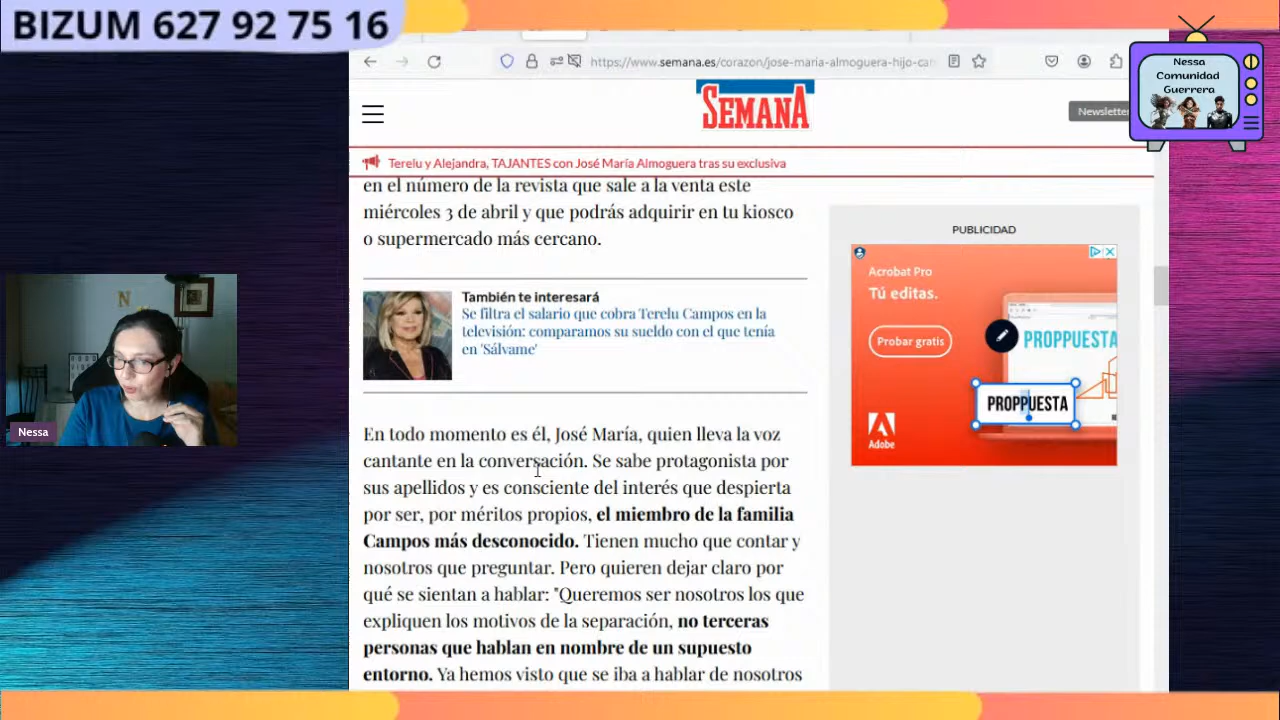 BIZUM 627 92 75 16
https://www.semana.es/corazon/jose-maria-almoguera-hijo-ca
Nessa
Comunidad
Guerrera
SEMANA
Newsletter
Terelu y Alejandra, TAJANTES con José María Almoguera tras su exclusiva
en el número de la revista que sale a la venta este
miércoles 3 de abril y que podrás adquirir en tu kiosco
o supermercado más cercano.
También te interesará
Se filtra el salario que cobra Terelu Campos en la
televisión: comparamos su sueldo con el que tenía
en 'Sálvame'
En todo momento es él, José María, quien lleva la voz
cantante en la conversación. Se sabe protagonista por
sus apellidos y es consciente del interés que despierta
por ser, por méritos propios, el miembro de la familia
Campos más desconocido. Tienen mucho que contar y
nosotros que preguntar. Pero quieren dejar claro por
qué se sientan a hablar: "Queremos ser nosotros los que
expliquen los motivos de la separación, no terceras
personas que hablan en nombre de un supuesto
entorno. Ya hemos visto que se iba a hablar de nosotros
PUBLICIDAD
Acrobat Pro
Tú editas.
Probar gratis
PROPPUESTA
PROPPUESTA
Adobe
N
Nessa